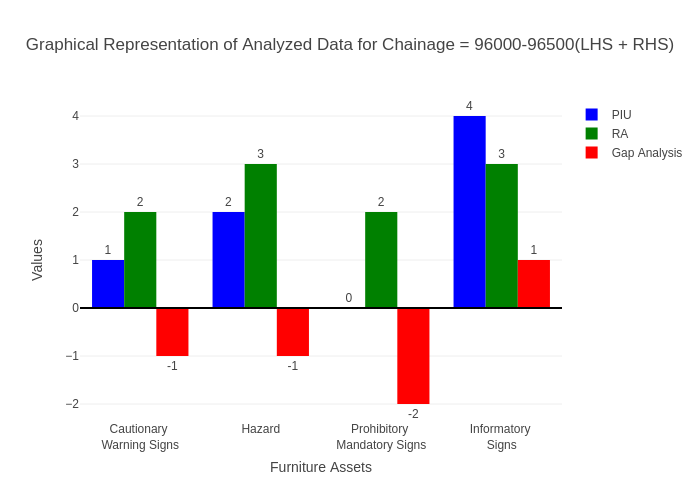 Graphical Representation of Analyzed Data for Chainage = 96000-96500(LHS + RHS)
PIU
RA
Gap Analysis
Values
4
3
2
1
0
−1
−2
1
2
-1
2
3
-1
0
2
-2
4
3
1
Cautionary
Warning Signs
Hazard
Prohibitory
Mandatory Signs
Informatory
Signs
Furniture Assets